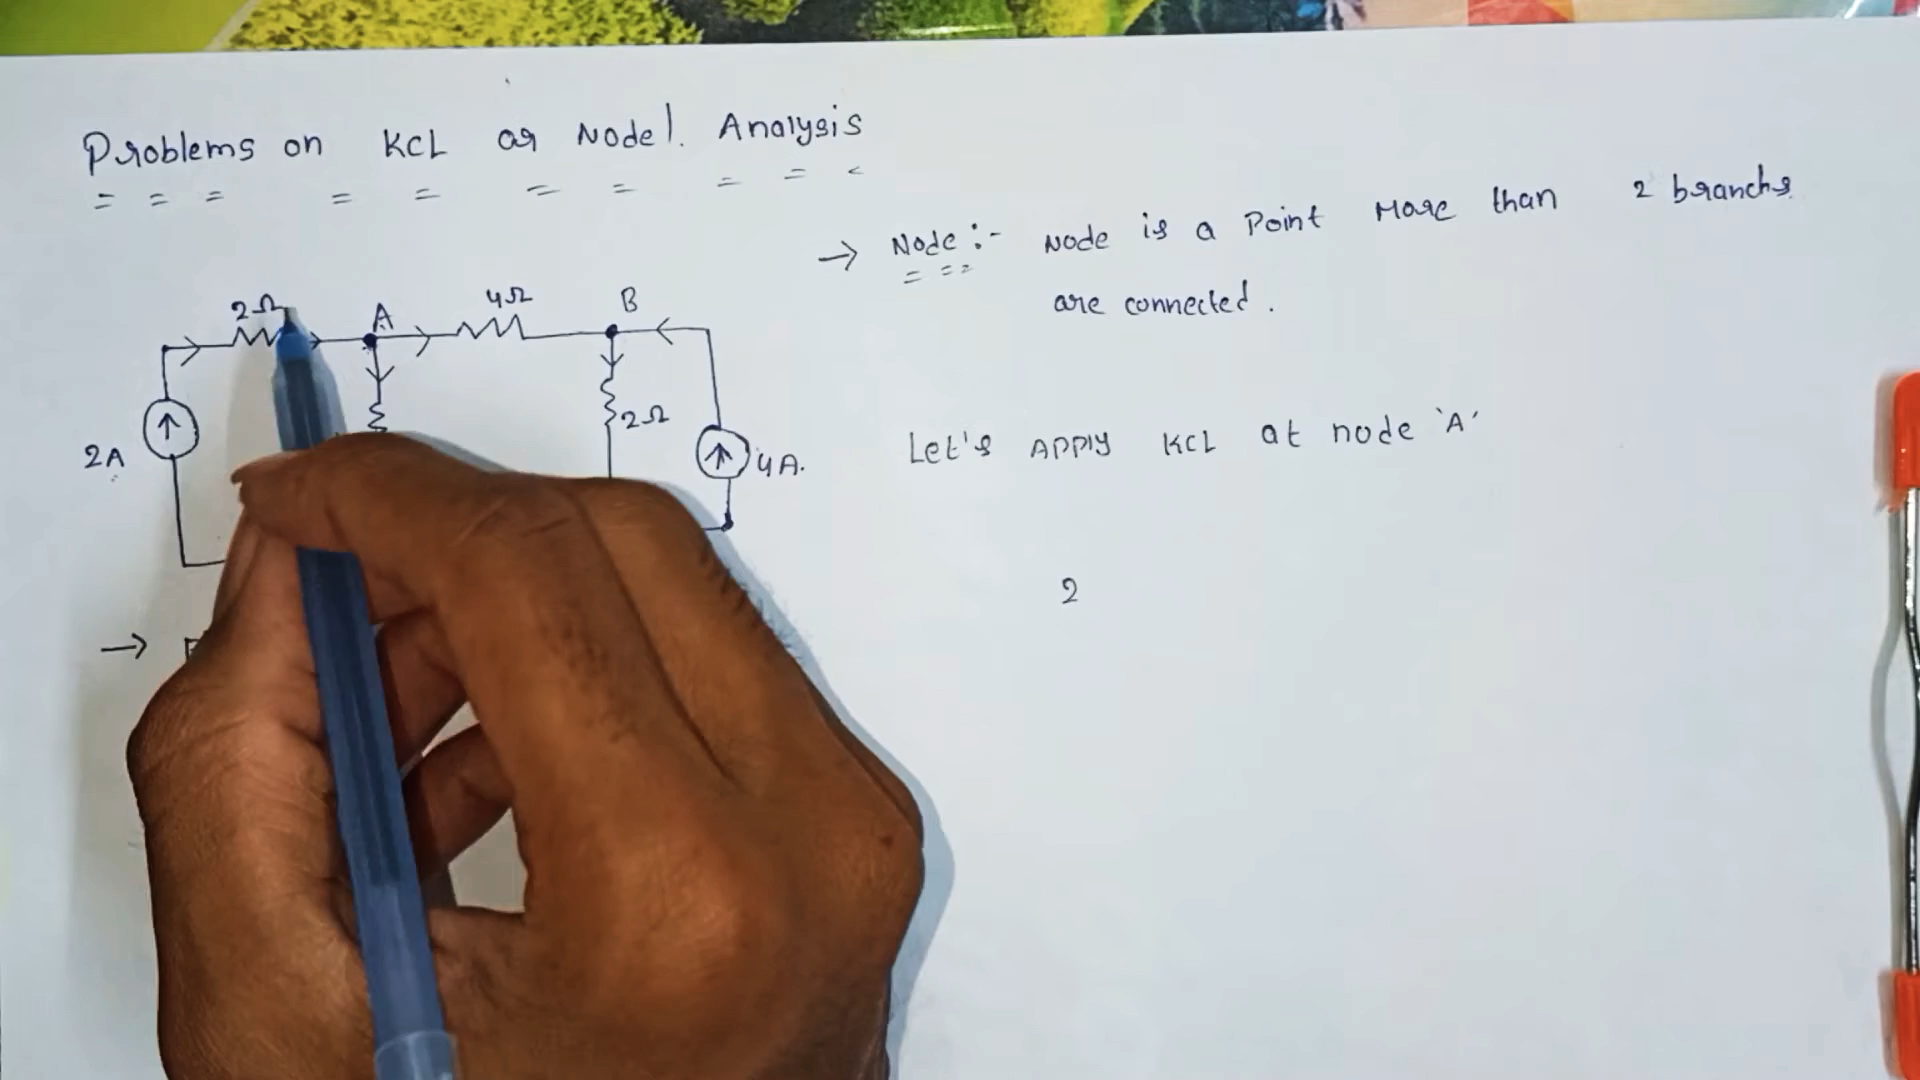 Problems on KCL or Nodel. Analysis
→ Node :- Node is a Point More than 2 branchs
are connected.
2Ω A 4Ω B
2Ω
2A 4A.
Let's APPly KCL at node 'A'
2
→